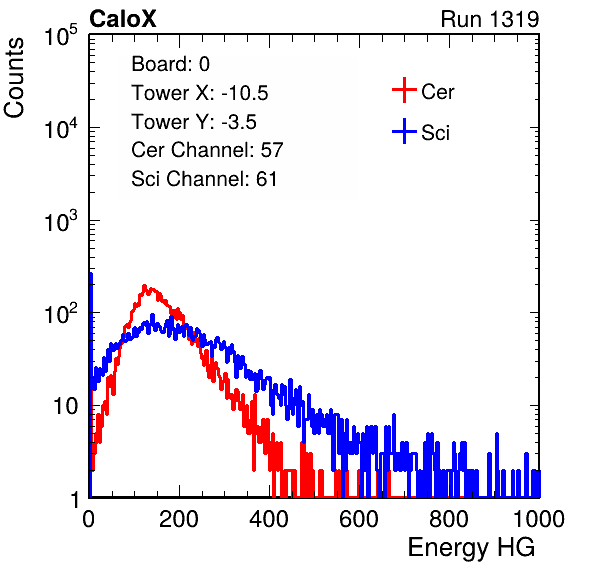 CaloX
Run 1319
Counts
10^5
10^4
10^3
10^2
10
1
Board: 0
Tower X: -10.5
Tower Y: -3.5
Cer Channel: 57
Sci Channel: 61
Cer
Sci
0 200 400 600 800 1000
Energy HG